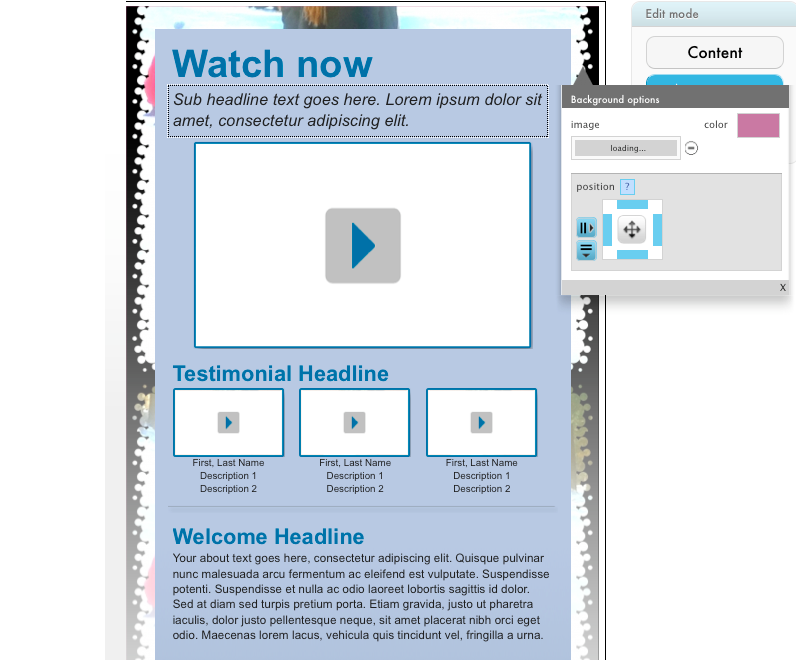 Watch now
Sub headline text goes here. Lorem ipsum dolor sit
amet, consectetur adipiscing elit.
Testimonial Headline
First, Last Name
Description 1
Description 2
First, Last Name
Description 1
Description 2
First, Last Name
Description 1
Description 2
Welcome Headline
Your about text goes here, consectetur adipiscing elit. Quisque pulvinar
nunc malesuada arcu fermentum ac eleifend est vulputate. Suspendisse
potenti. Suspendisse et nulla ac odio laoreet lobortis sagittis id dolor.
Sed at diam sed turpis pretium porta. Etiam gravida, justo ut pharetra
iaculis, dolor justo pellentesque neque, sit amet placerat nibh orci eget
odio. Maecenas lorem lacus, vehicula quis tincidunt vel, fringilla a urna.
Edit mode
Content
Background options
image
color
loading...
position ?
X